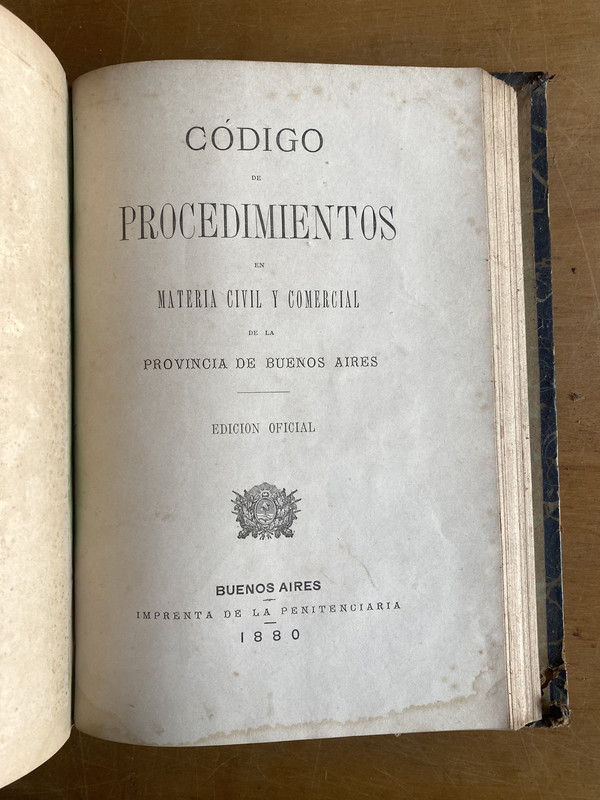 CÓDIGO
DE
PROCEDIMIENTOS
EN
MATERIA CIVIL Y COMERCIAL
DE LA
PROVINCIA DE BUENOS AIRES
EDICION OFICIAL
BUENOS AIRES
IMPRENTA DE LA PENITENCIARIA
1880